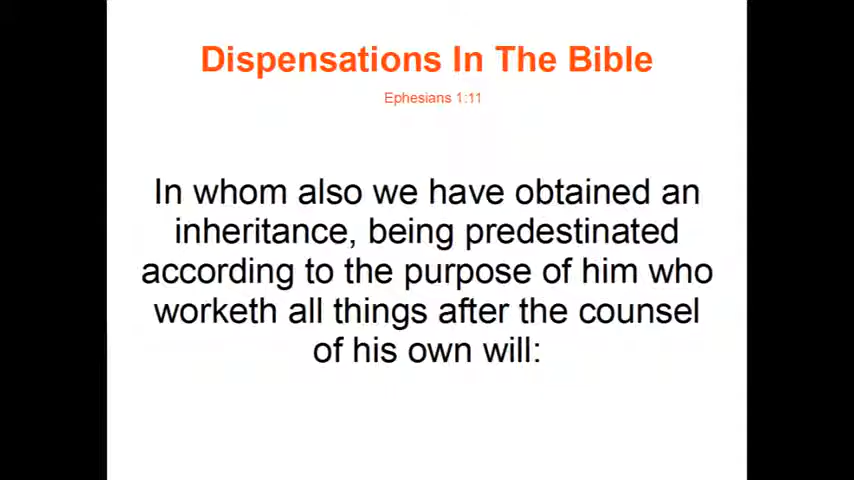 Dispensations In The Bible
Ephesians 1:11
In whom also we have obtained an
inheritance, being predestinated
according to the purpose of him who
worketh all things after the counsel
of his own will: